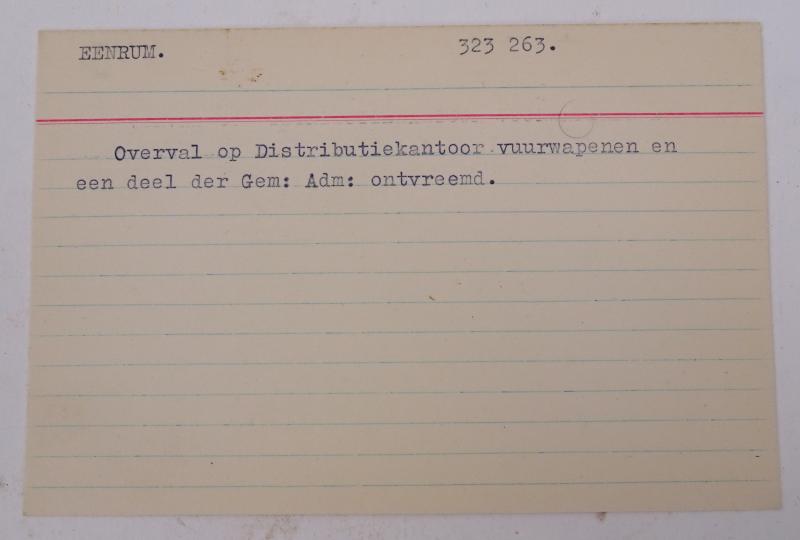 EENRUM. 323 263.
Overval op Distributiekantoor vuurwapenen en
een deel der Gem: Adm: ontvreemd.